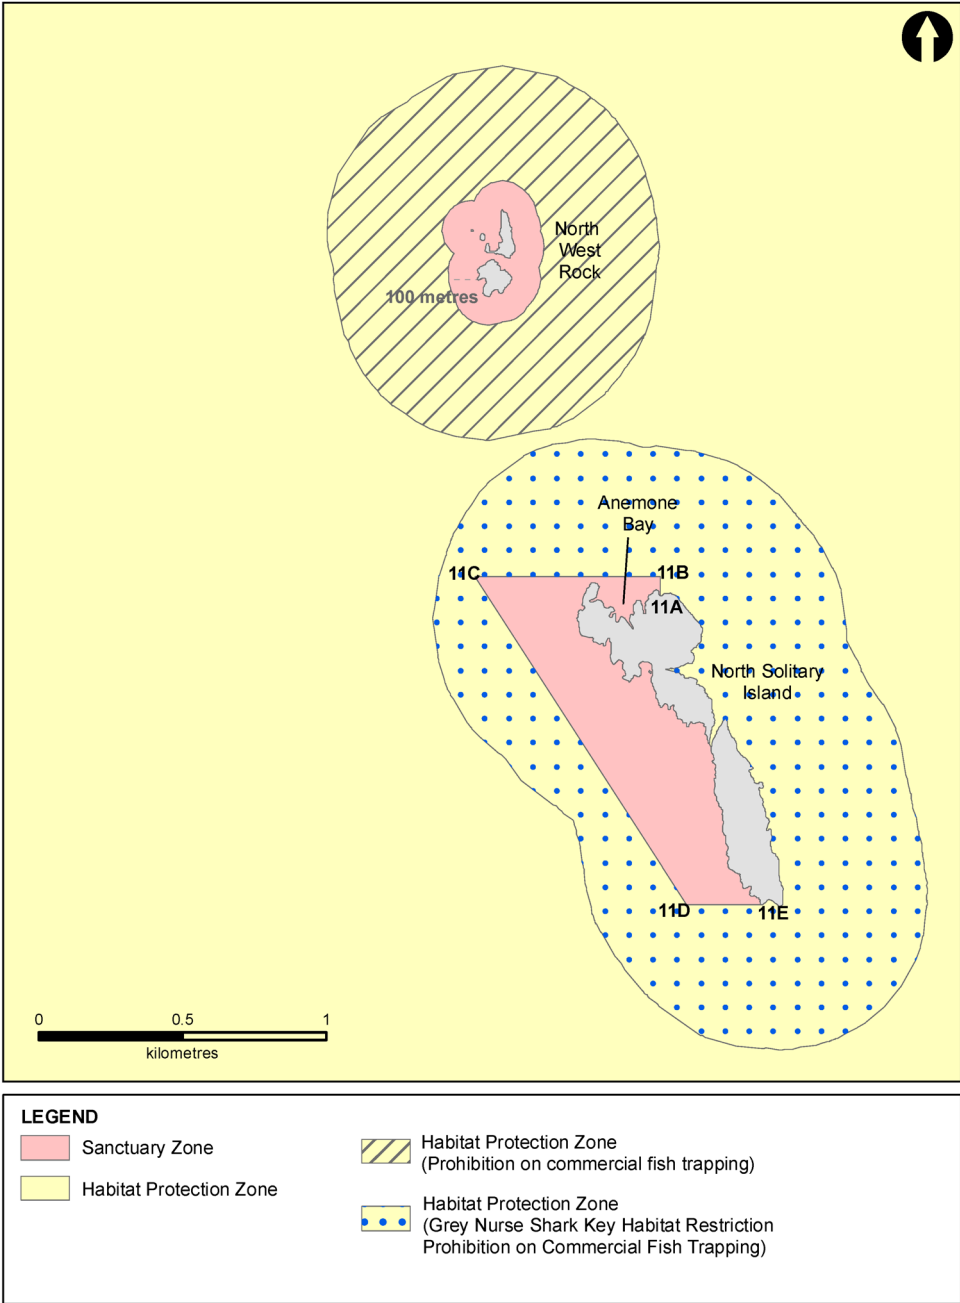 North
West
Rock
100 metres
Anemone
Bay
11C
11B
11A
North Solitary
Island
11D
11E
0 0.5 1
kilometres
LEGEND
Sanctuary Zone
Habitat Protection Zone
Habitat Protection Zone
(Prohibition on commercial fish trapping)
Habitat Protection Zone
(Grey Nurse Shark Key Habitat Restriction
Prohibition on Commercial Fish Trapping)